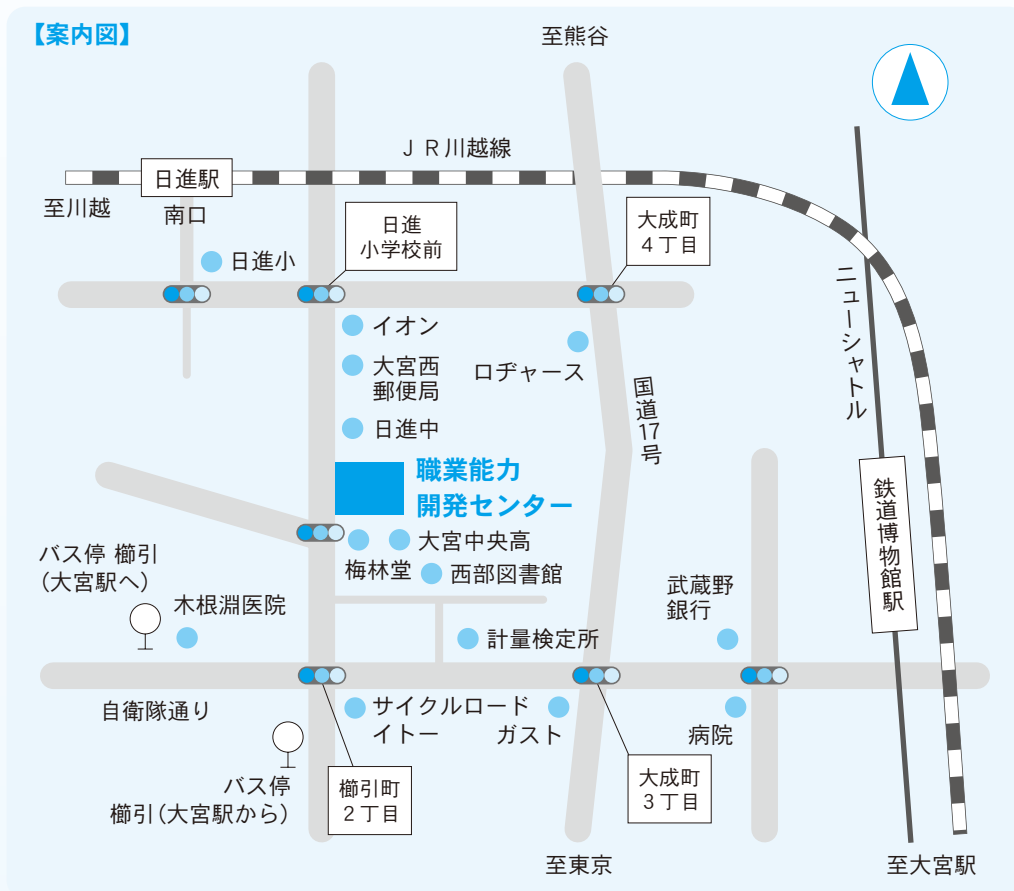 【案内図】
至熊谷
ＪＲ川越線
日進駅
至川越
南口
日進
小学校前
大成町
４丁目
日進小
ニューシャトル
イオン
大宮西
郵便局
ロヂャース
国道17号
日進中
職業能力
開発センター
鉄道博物館駅
大宮中央高
梅林堂
西部図書館
バス停 櫛引
(大宮駅へ)
木根淵医院
武蔵野
銀行
計量検定所
自衛隊通り
サイクルロード
イトー
ガスト
病院
バス停
櫛引(大宮駅から)
櫛引町
２丁目
大成町
３丁目
至東京
至大宮駅